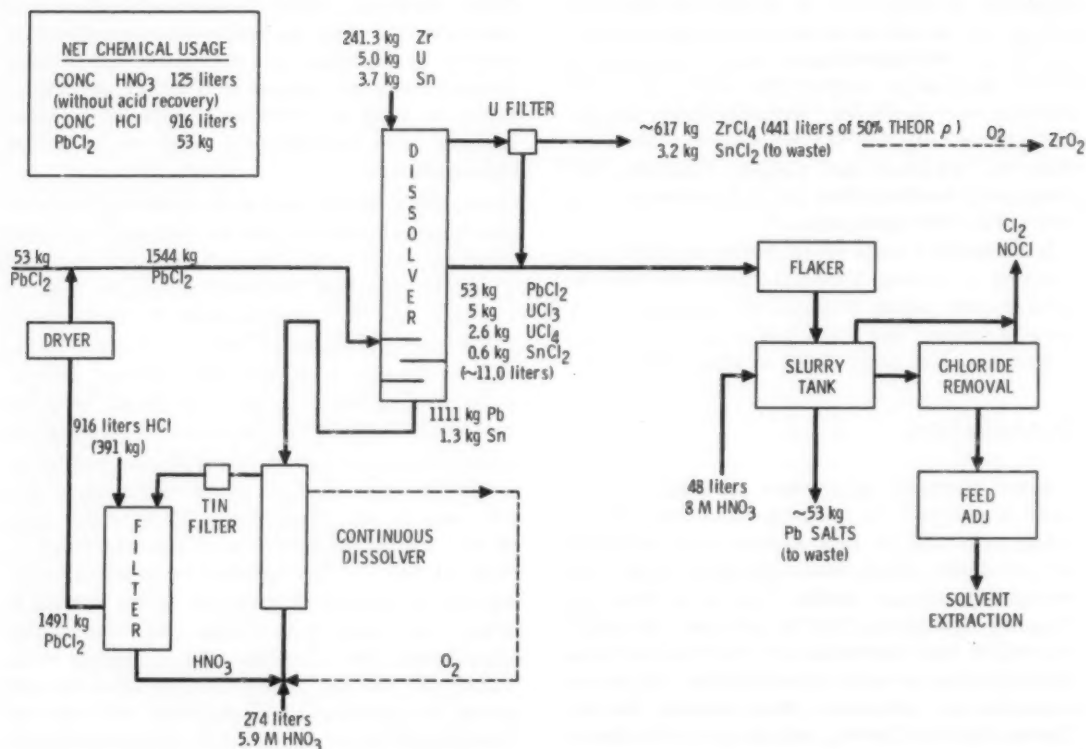 NET CHEMICAL USAGE
CONC HNO3 125 liters
(without acid recovery)
CONC HCl 916 liters
PbCl2 53 kg
241.3 kg Zr
5.0 kg U
3.7 kg Sn
U FILTER
~617 kg ZrCl4 (441 liters of 50% THEOR ρ)
3.2 kg SnCl2 (to waste)
O2
ZrO2
DISSOLVER
53 kg
PbCl2
1544 kg
PbCl2
DRYER
53 kg PbCl2
5 kg UCl3
2.6 kg UCl4
0.6 kg SnCl2
(~11.0 liters)
1111 kg Pb
1.3 kg Sn
FLAKER
Cl2
NOCl
SLURRY
TANK
CHLORIDE
REMOVAL
48 liters
8 M HNO3
~53 kg
Pb SALTS
(to waste)
FEED
ADJ
SOLVENT
EXTRACTION
916 liters HCl
(391 kg)
TIN
FILTER
FILTER
CONTINUOUS
DISSOLVER
1491 kg
PbCl2
HNO3
O2
274 liters
5.9 M HNO3